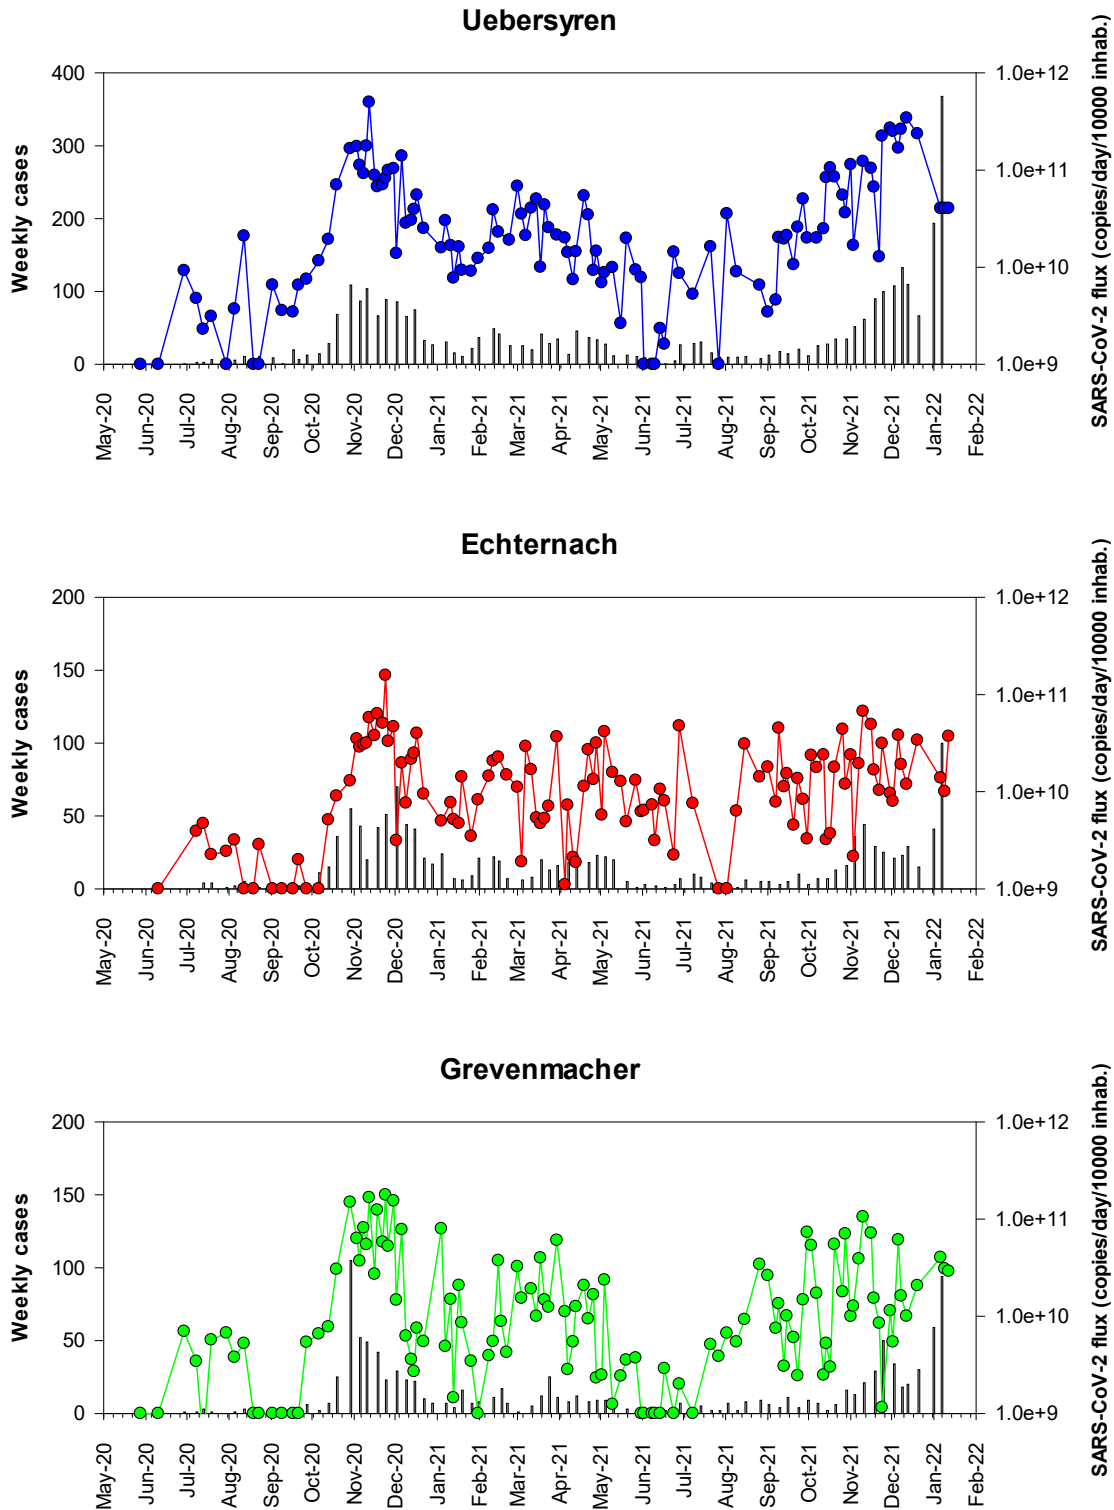 Uebersyren
Weekly cases
400
300
200
100
0
1.0e+12
1.0e+11
1.0e+10
1.0e+9
SARS-CoV-2 flux (copies/day/10000 inhab.)
May-20
Jun-20
Jul-20
Aug-20
Sep-20
Oct-20
Nov-20
Dec-20
Jan-21
Feb-21
Mar-21
Apr-21
May-21
Jun-21
Jul-21
Aug-21
Sep-21
Oct-21
Nov-21
Dec-21
Jan-22
Feb-22
Echternach
Weekly cases
200
150
100
50
0
1.0e+12
1.0e+11
1.0e+10
1.0e+9
SARS-CoV-2 flux (copies/day/10000 inhab.)
May-20
Jun-20
Jul-20
Aug-20
Sep-20
Oct-20
Nov-20
Dec-20
Jan-21
Feb-21
Mar-21
Apr-21
May-21
Jun-21
Jul-21
Aug-21
Sep-21
Oct-21
Nov-21
Dec-21
Jan-22
Feb-22
Grevenmacher
Weekly cases
200
150
100
50
0
1.0e+12
1.0e+11
1.0e+10
1.0e+9
SARS-CoV-2 flux (copies/day/10000 inhab.)
May-20
Jun-20
Jul-20
Aug-20
Sep-20
Oct-20
Nov-20
Dec-20
Jan-21
Feb-21
Mar-21
Apr-21
May-21
Jun-21
Jul-21
Aug-21
Sep-21
Oct-21
Nov-21
Dec-21
Jan-22
Feb-22